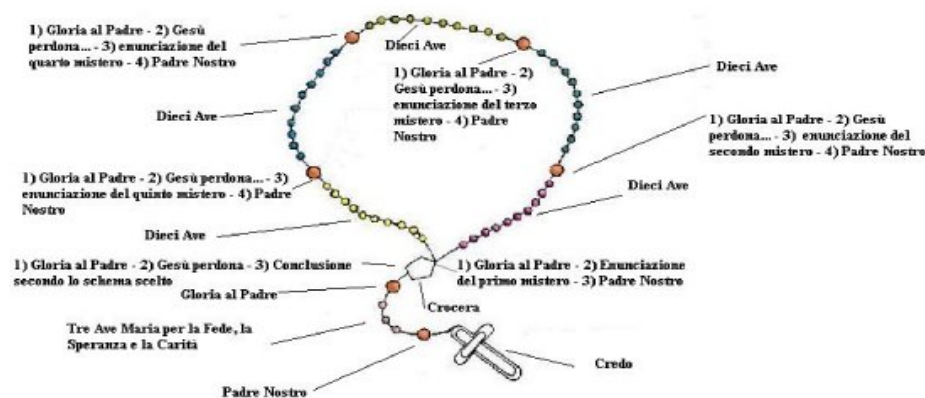 1) Gloria al Padre - 2) Gesù
perdona... - 3) enunciazione del
quarto mistero - 4) Padre Nostro
Dieci Ave
1) Gloria al Padre - 2)
Gesù perdona... - 3)
enunciazione del terzo
mistero - 4) Padre
Nostro
Dieci Ave
Dieci Ave
1) Gloria al Padre - 2) Gesù
perdona... - 3) enunciazione del
secondo mistero - 4) Padre Nostro
1) Gloria al Padre - 2) Gesù perdona... - 3)
enunciazione del quinto mistero - 4) Padre
Nostro
Dieci Ave
Dieci Ave
1) Gloria al Padre - 2) Gesù perdona - 3) Conclusione
secondo lo schema scelto
1) Gloria al Padre - 2) Enunciazione
del primo mistero - 3) Padre Nostro
Gloria al Padre
Crocera
Tre Ave Maria per la Fede, la
Speranza e la Carità
Credo
Padre Nostro